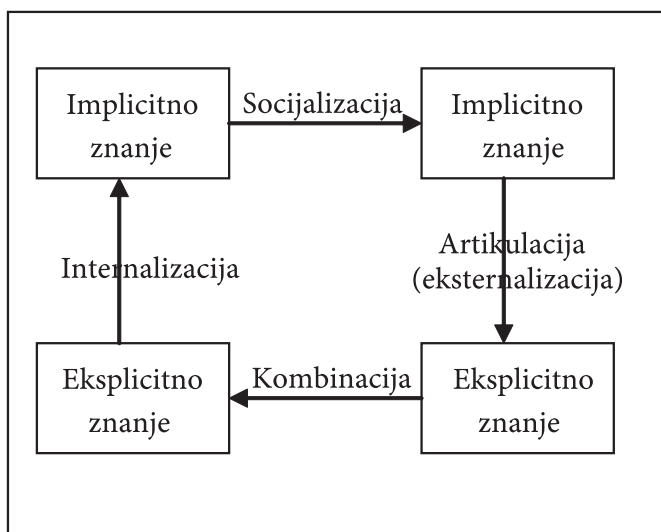 Implicitno
znanje
Socijalizacija
Implicitno
znanje
Internalizacija
Artikulacija
(eksternalizacija)
Eksplicitno
znanje
Kombinacija
Eksplicitno
znanje